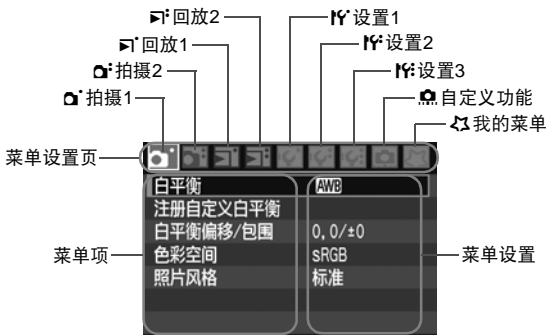 回放2
设置1
回放1
设置2
拍摄2
设置3
拍摄1
自定义功能
我的菜单
菜单设置页
白平衡 AWB
注册自定义白平衡
白平衡偏移/包围 0,0/±0
菜单项
色彩空间 sRGB
菜单设置
照片风格 标准